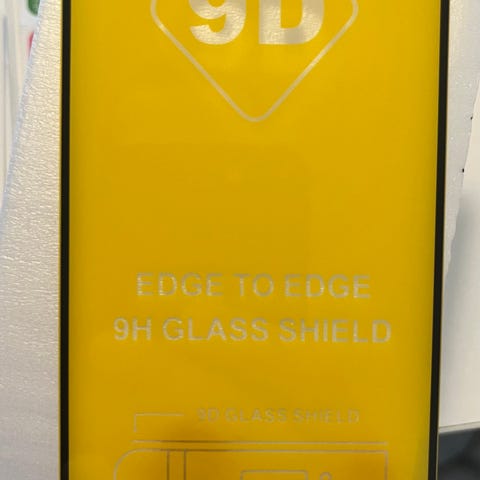 9D
EDGE TO EDGE
9H GLASS SHIELD
9D GLASS SHIELD